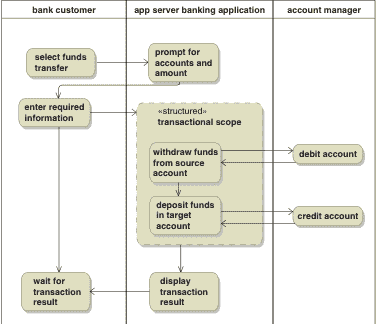 bank customer
app server banking application
account manager
select funds
transfer
prompt for
accounts and
amount
enter required
information
«structured»
transactional scope
withdraw funds
from source
account
debit account
deposit funds
in target
account
credit account
wait for
transaction
result
display
transaction
result